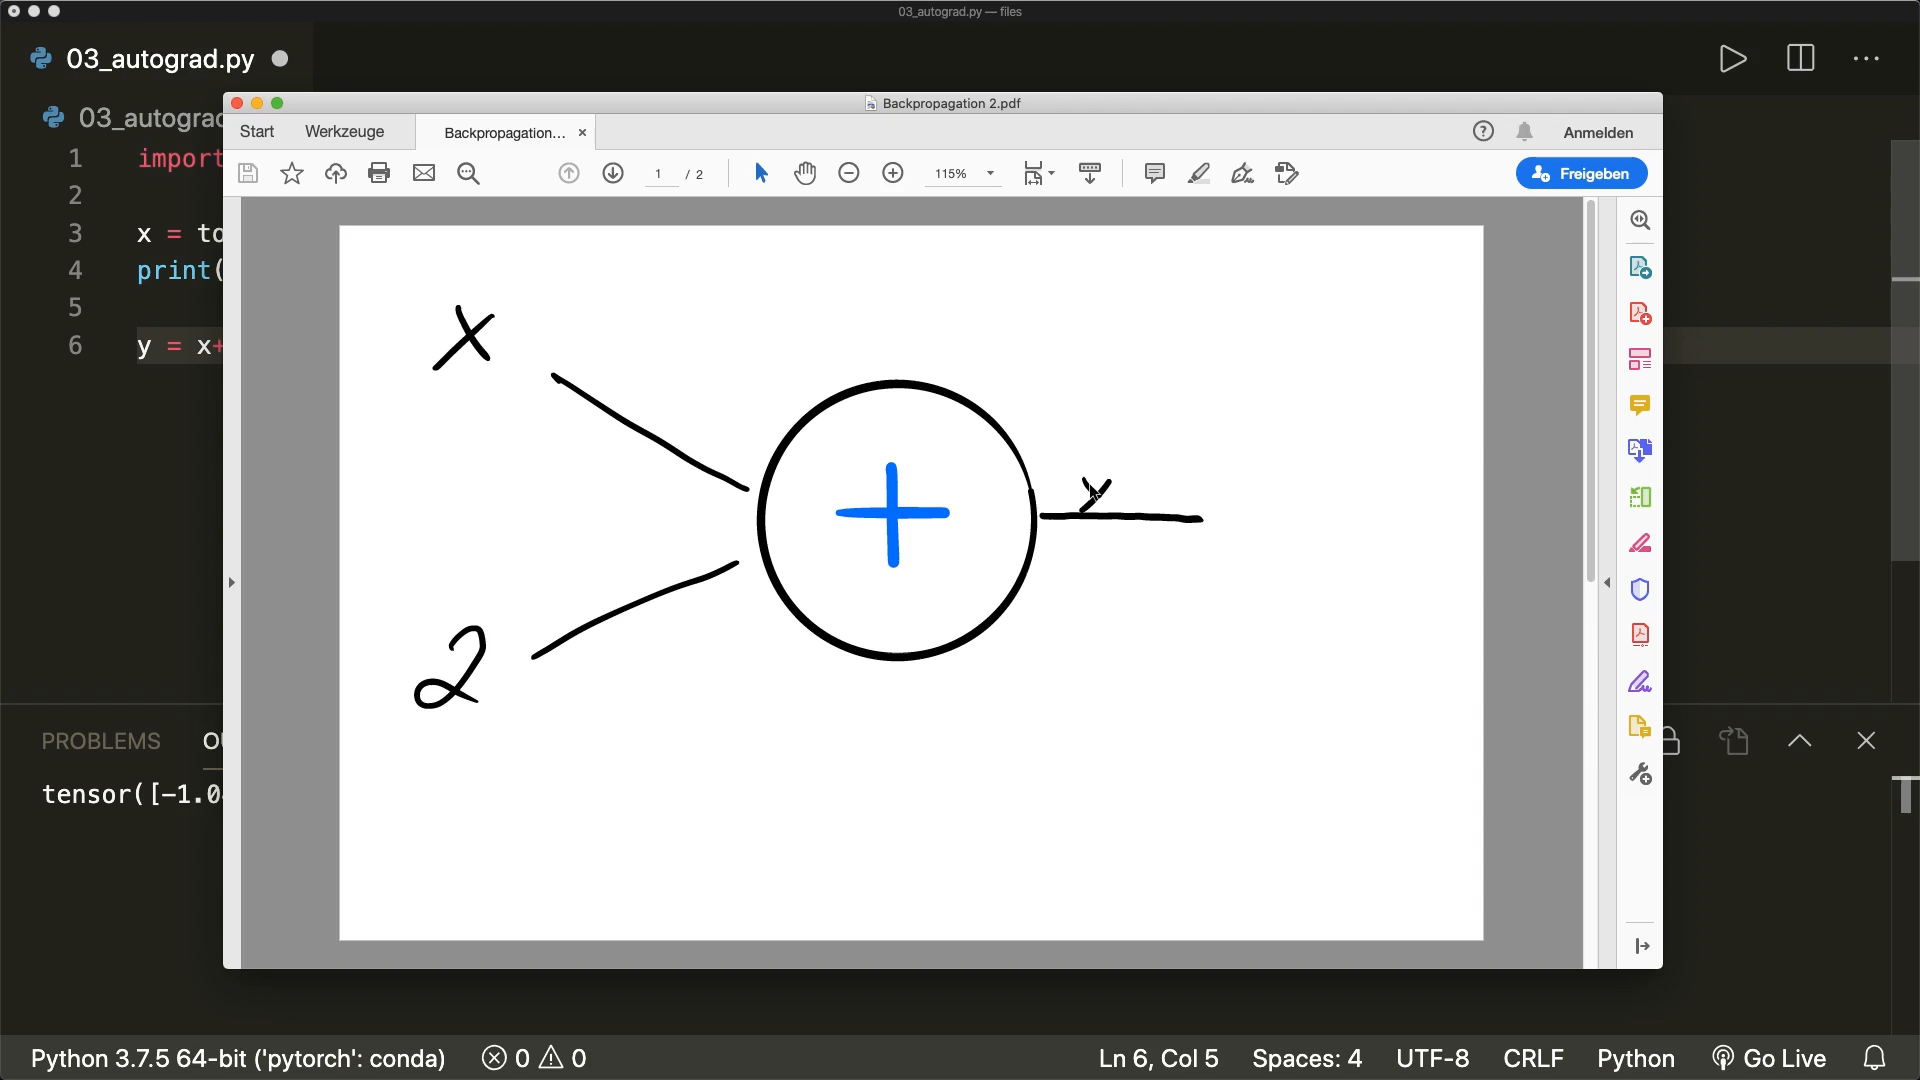 03_autograd.py — files
03_autograd.py
03_autograd
Backpropagation 2.pdf
Start
Werkzeuge
Backpropagation...
Anmelden
1 / 2
115%
Freigeben
1 import
2
3 x = to
4 print(
5
6 y = x+
x
+
y
2
PROBLEMS
OU
tensor([-1.0
Python 3.7.5 64-bit ('pytorch': conda)
0
0
Ln 6, Col 5
Spaces: 4
UTF-8
CRLF
Python
Go Live